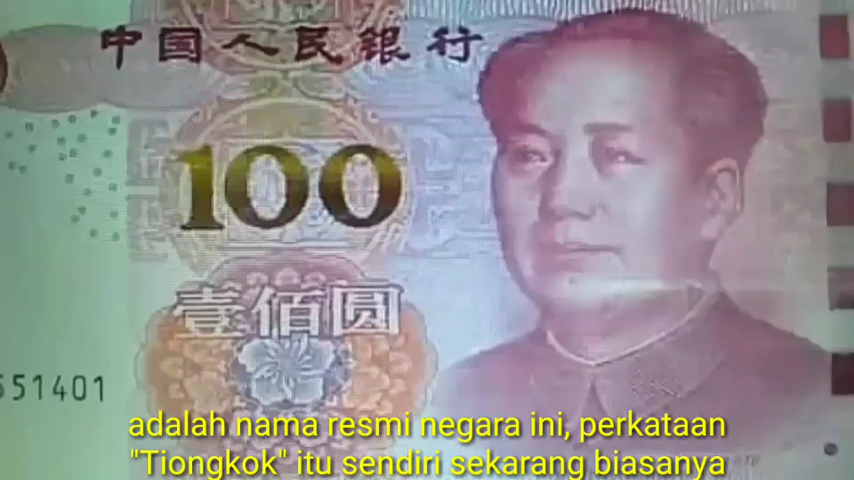 中国人民银行
100
壹佰圆
551401
adalah nama resmi negara ini, perkataan
"Tiongkok" itu sendiri sekarang biasanya